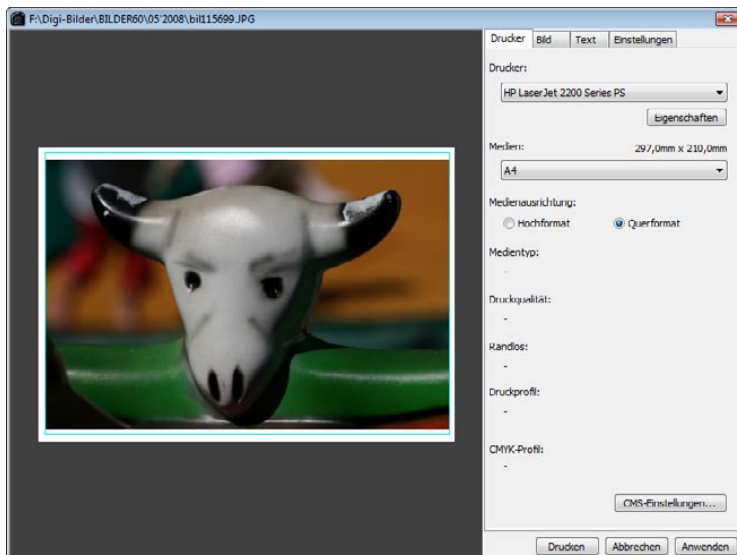 F:\Digi-Bilder\BILDER60\05'2008\bil115699.JPG
Drucker Bild Text Einstellungen
Drucker:
HP LaserJet 2200 Series PS
Eigenschaften
Medien: 297,0mm x 210,0mm
A4
Medienausrichtung:
Hochformat Querformat
Medientyp:
-
Druckqualität:
-
Randlos:
-
Druckprofil:
-
CMYK-Profil:
-
CMS-Einstellungen...
Drucken Abbrechen Anwenden